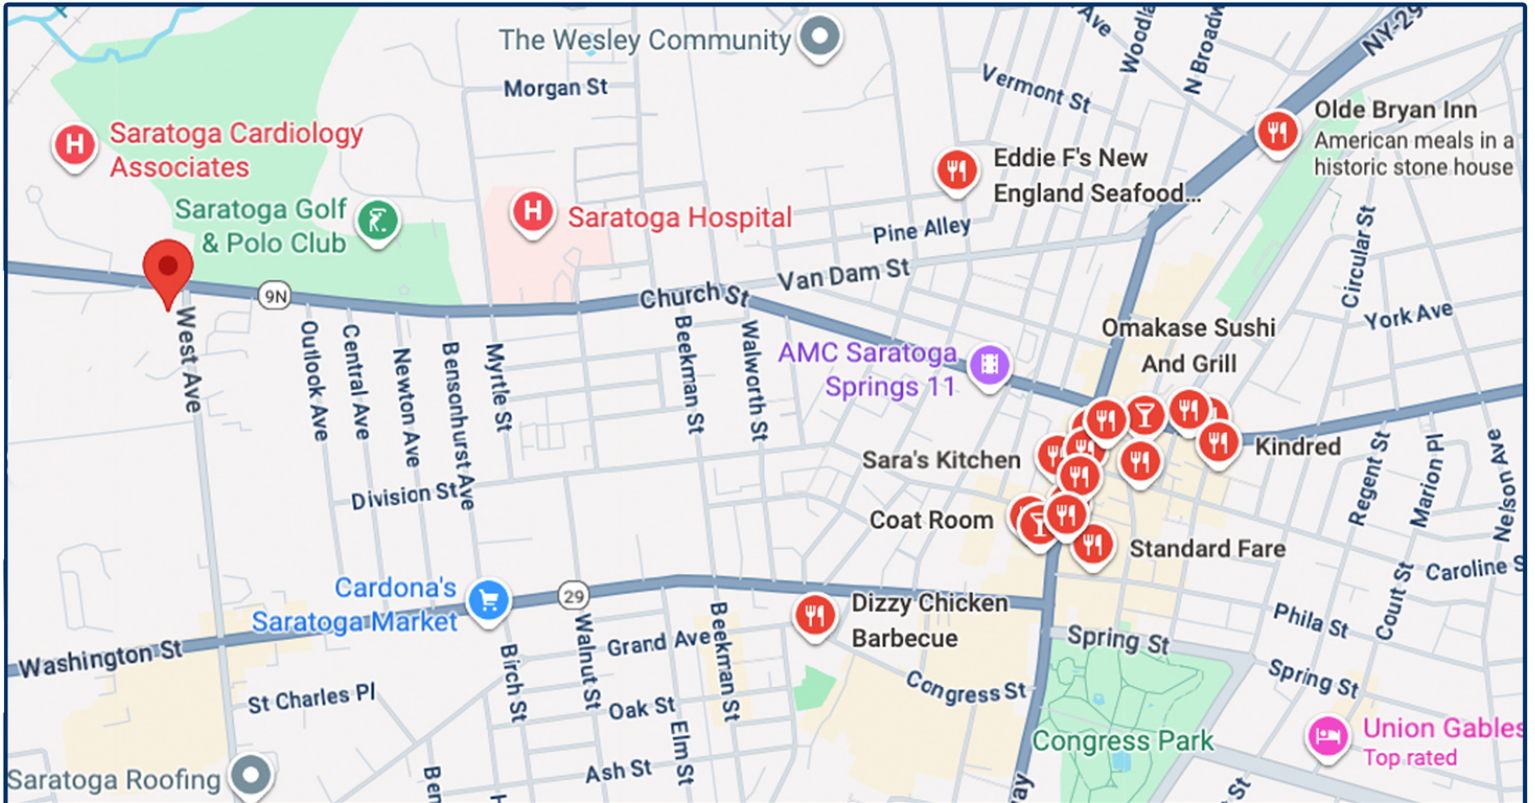 The Wesley Community
Ave
Woodla
N Broadw
NY-29
Morgan St
Vermont St
Olde Bryan Inn
American meals in a
historic stone house
Saratoga Cardiology
Associates
Eddie F's New
England Seafood...
Saratoga Golf
& Polo Club
Saratoga Hospital
Pine Alley
Circular St
Van Dam St
9N
Church St
York Ave
West Ave
Outlook Ave
Central Ave
Newton Ave
Bensonhurst Ave
Myrtle St
Beekman St
Walworth St
AMC Saratoga
Springs 11
Omakase Sushi
And Grill
Sara's Kitchen
Kindred
Regent St
Marion Pl
Nelson Ave
Division St
Coat Room
Standard Fare
Caroline S
Court St
Cardona's
Saratoga Market
29
Dizzy Chicken
Barbecue
Phila St
Washington St
Walnut St
Grand Ave
Beekman St
Spring St
Spring St
St Charles Pl
Birch St
Oak St
Congress St
Elm St
Congress Park
Union Gables
Top rated
Saratoga Roofing
Ben
H
Ash St
ay
St